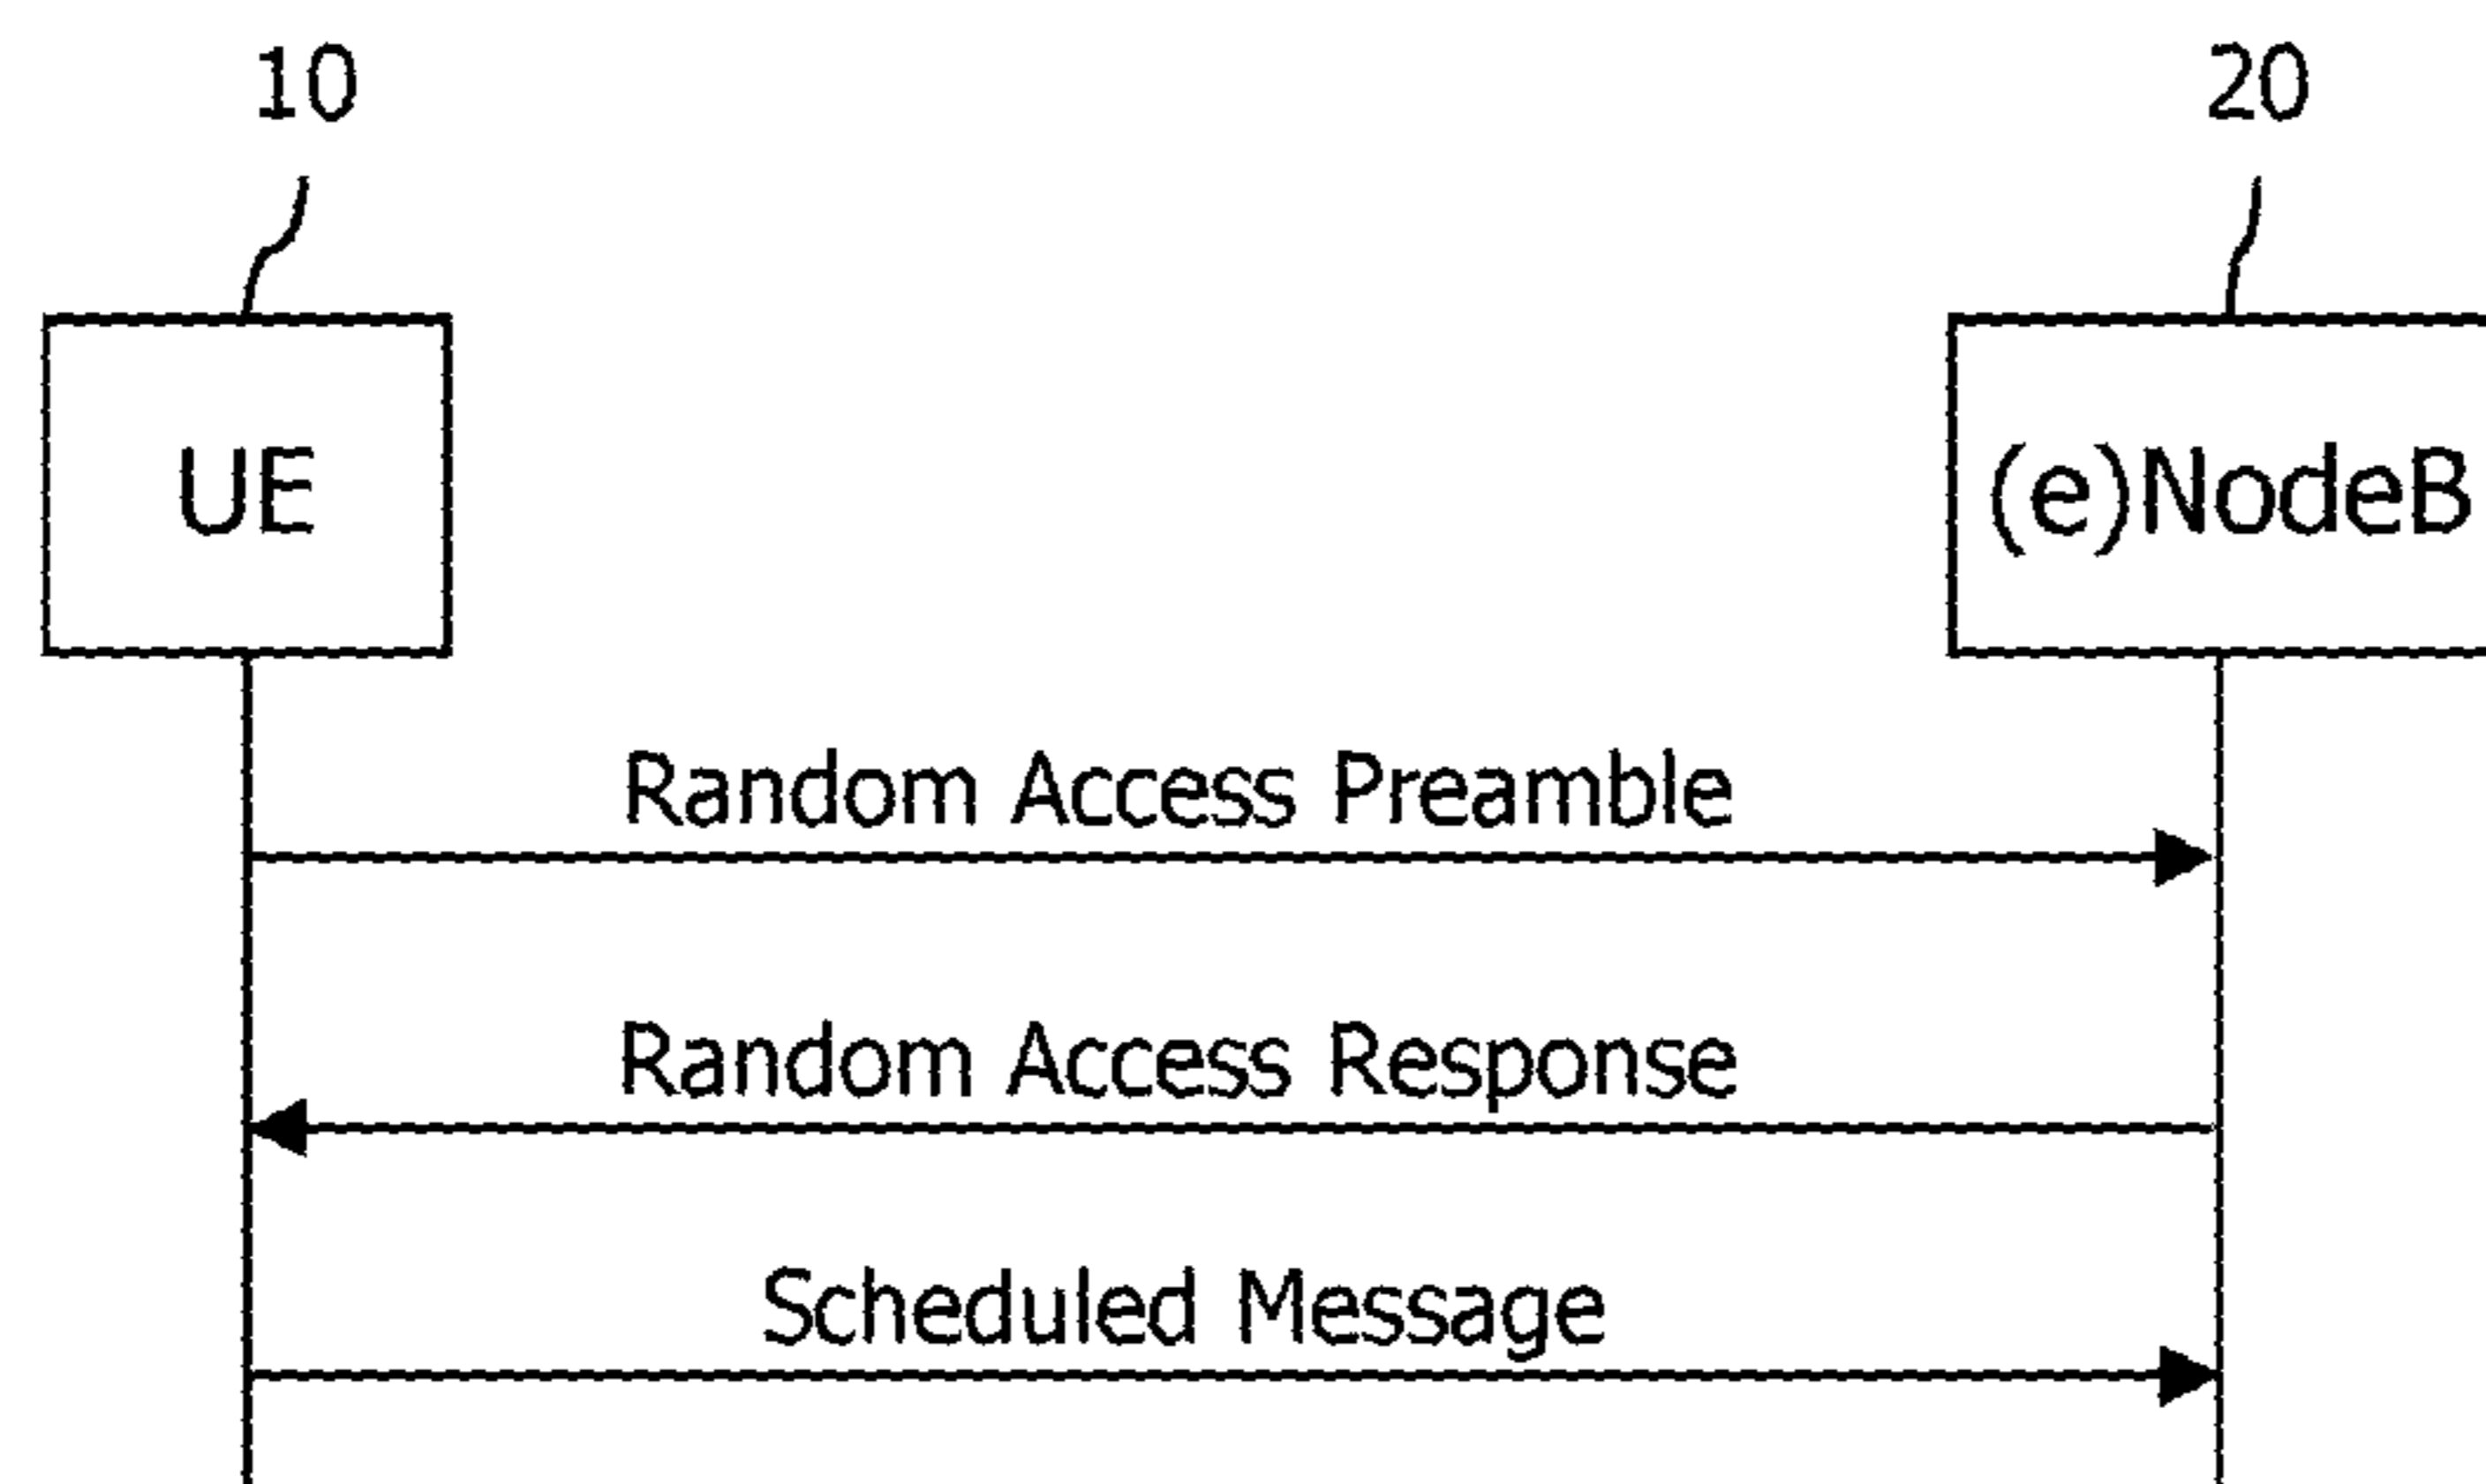 10
20
UE
(e)NodeB
Random Access Preamble
Random Access Response
Scheduled Message